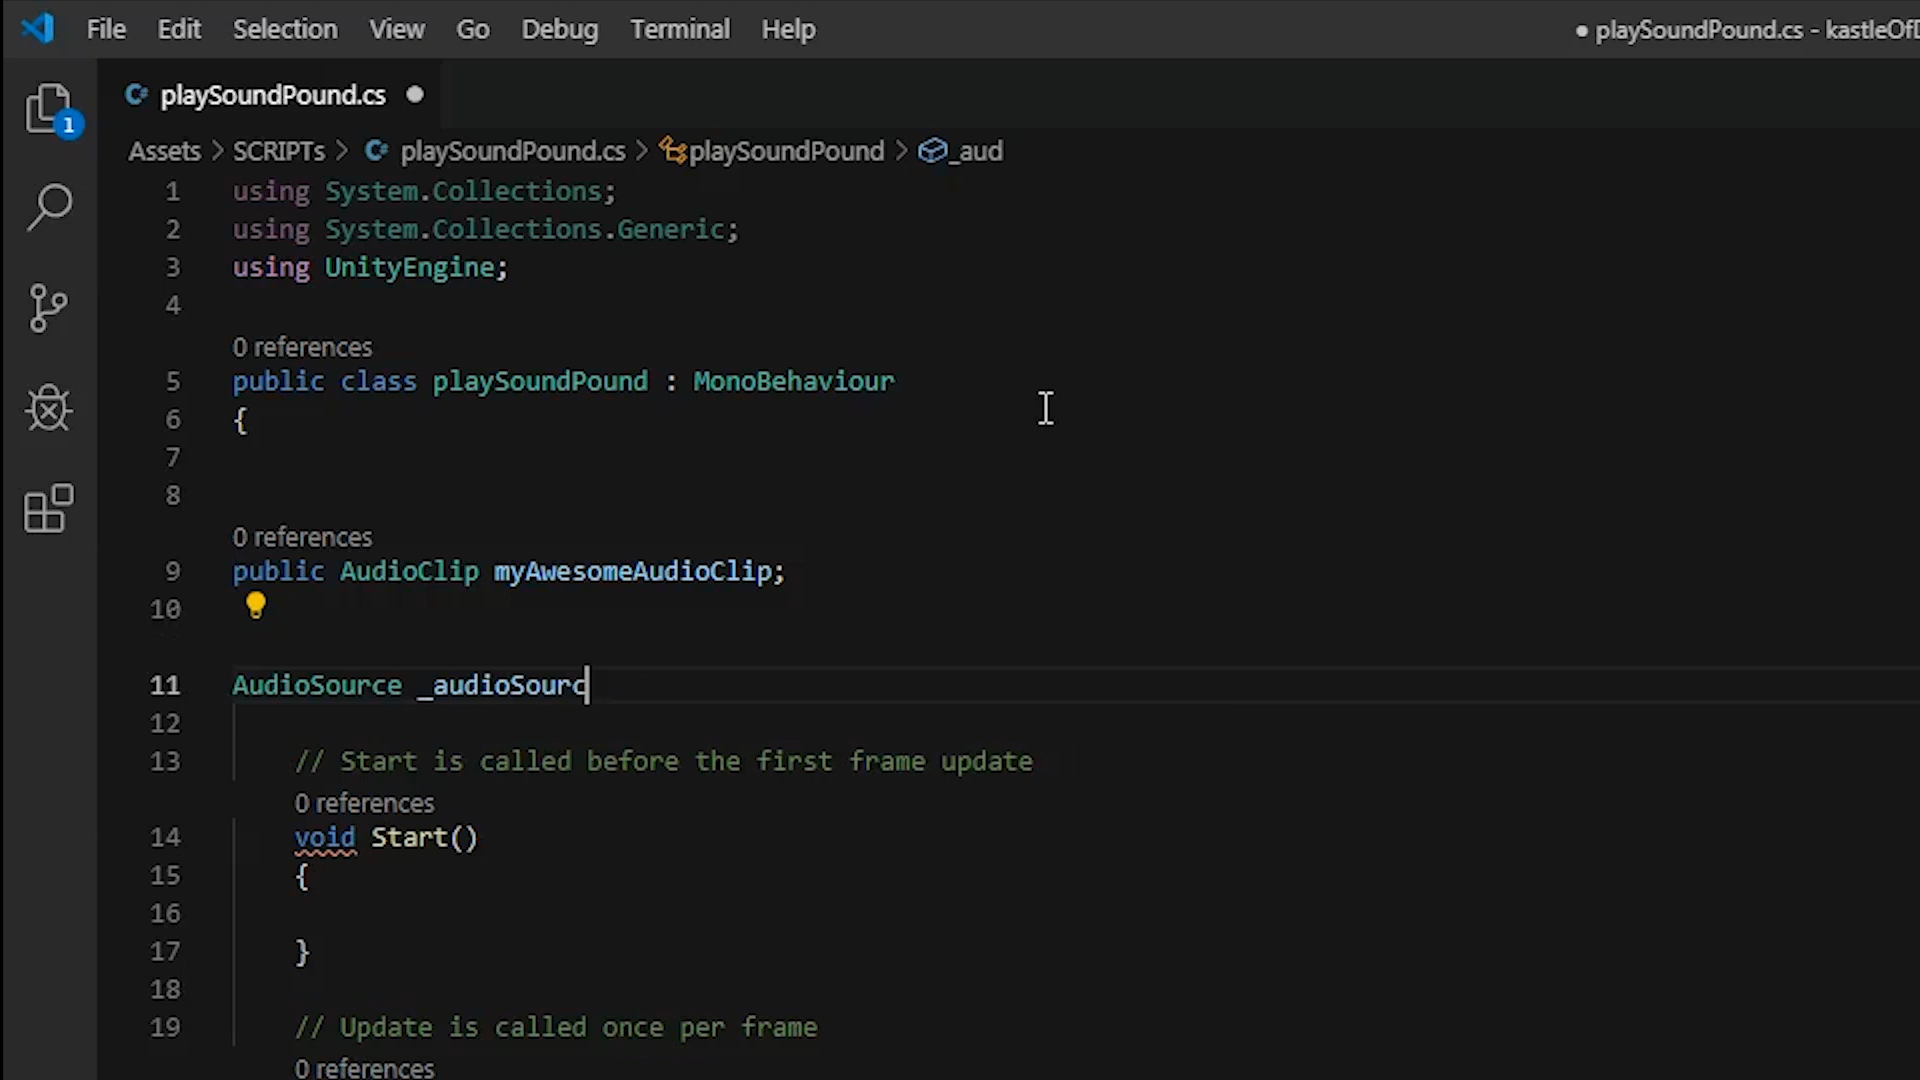 File Edit Selection View Go Debug Terminal Help
● playSoundPound.cs - kastleOf
1
C# playSoundPound.cs ●
Assets > SCRIPTs > C# playSoundPound.cs > playSoundPound > _aud
1 using System.Collections;
2 using System.Collections.Generic;
3 using UnityEngine;
4
0 references
5 public class playSoundPound : MonoBehaviour
6 {
7
8
0 references
9 public AudioClip myAwesomeAudioClip;
10
11 AudioSource _audioSourc
12
13 // Start is called before the first frame update
0 references
14 void Start()
15 {
16
17 }
18
19 // Update is called once per frame
0 references